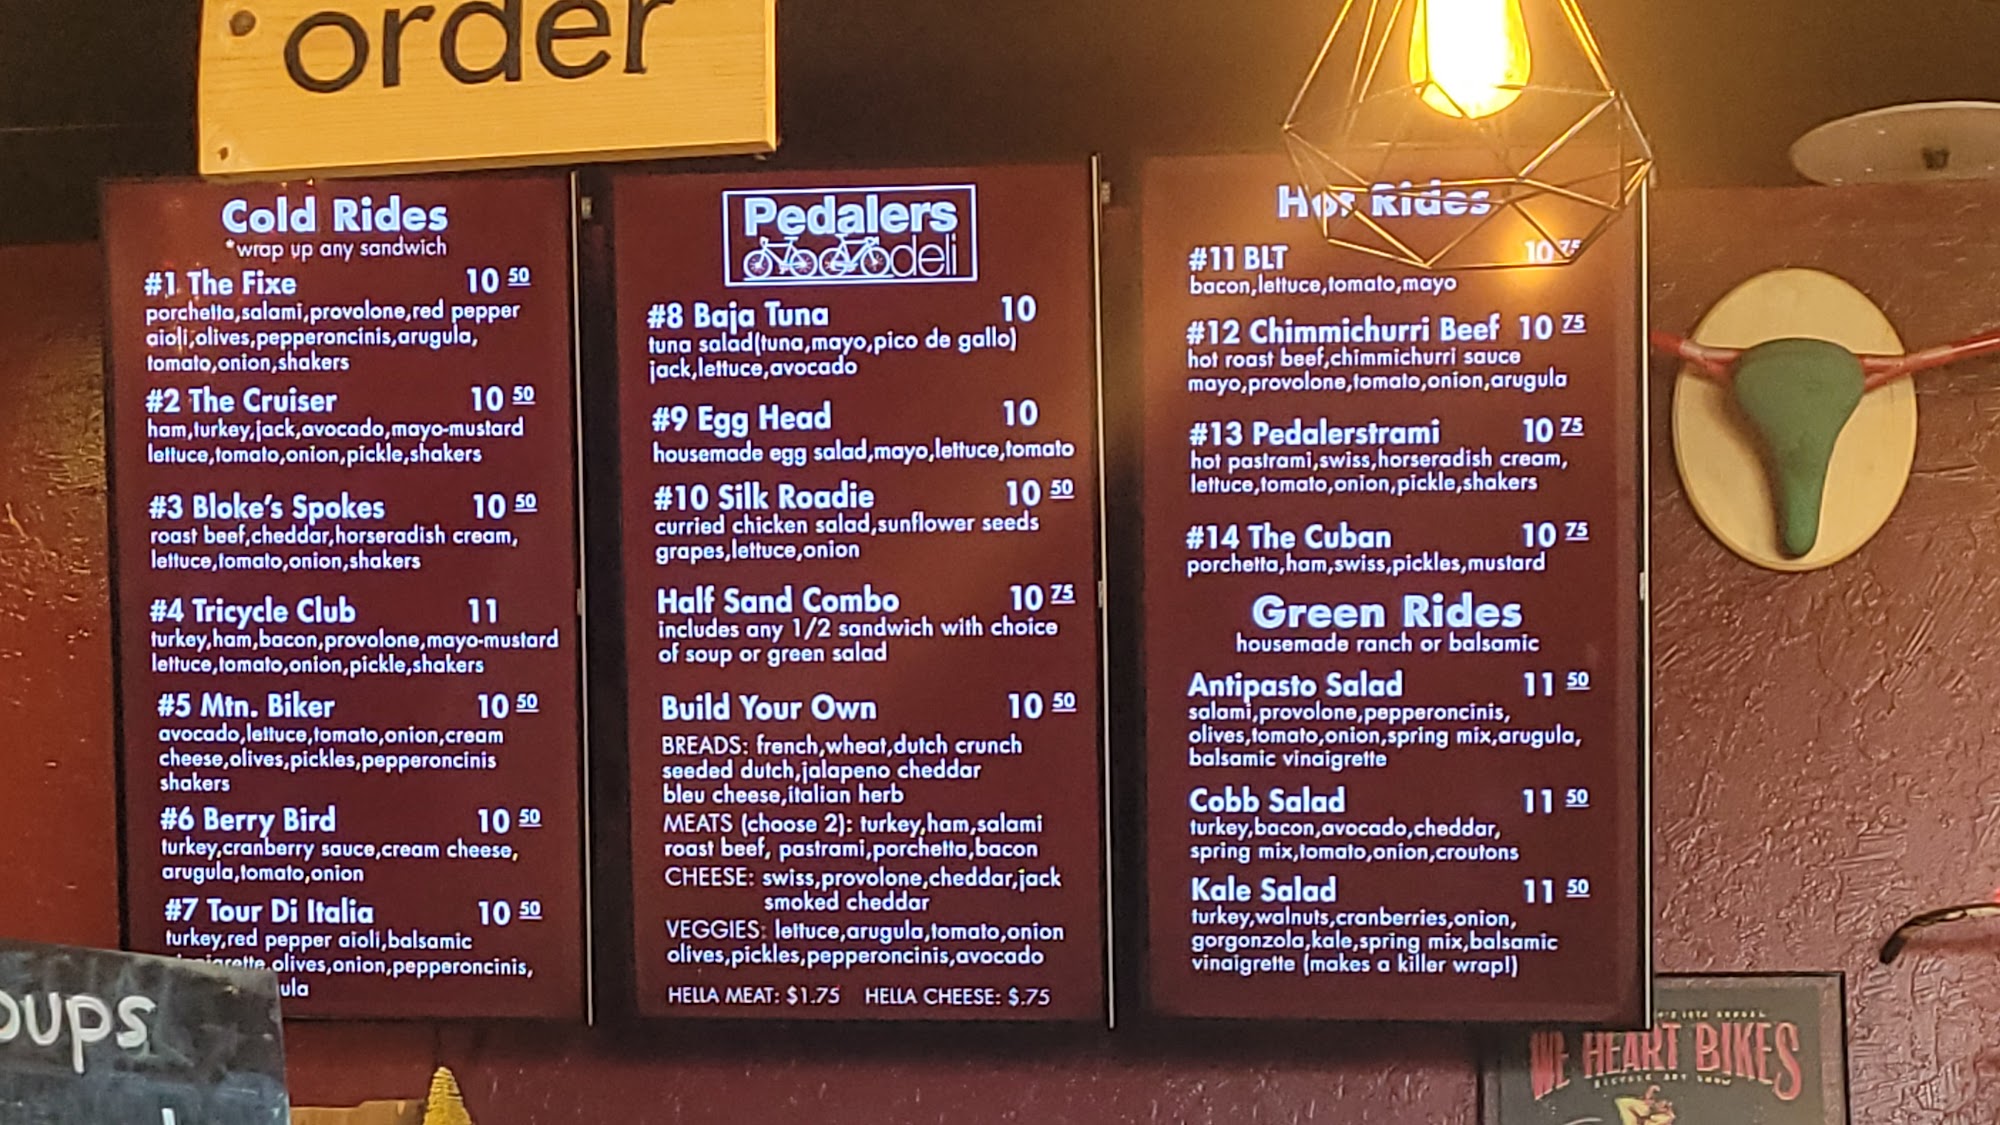 order
Cold Rides
*wrap up any sandwich
#1 The Fixe 10 50
porchetta,salami,provolone,red pepper
aioli,olives,pepperoncinis,arugula,
tomato,onion,shakers
#2 The Cruiser 10 50
ham,turkey,jack,avocado,mayo-mustard
lettuce,tomato,onion,pickle,shakers
#3 Bloke's Spokes 10 50
roast beef,cheddar,horseradish cream,
lettuce,tomato,onion,shakers
#4 Tricycle Club 11
turkey,ham,bacon,provolone,mayo-mustard
lettuce,tomato,onion,pickle,shakers
#5 Mtn. Biker 10 50
avocado,lettuce,tomato,onion,cream
cheese,olives,pickles,pepperoncinis
shakers
#6 Berry Bird 10 50
turkey,cranberry sauce,cream cheese,
arugula,tomato,onion
#7 Tour Di Italia 10 50
turkey,red pepper aioli,balsamic
olives,onion,pepperoncinis,
Pedalers
deli
#8 Baja Tuna 10
tuna salad(tuna,mayo,pico de gallo)
jack,lettuce,avocado
#9 Egg Head 10
housemade egg salad,mayo,lettuce,tomato
#10 Silk Roadie 10 50
curried chicken salad,sunflower seeds
grapes,lettuce,onion
Half Sand Combo 10 75
includes any 1/2 sandwich with choice
of soup or green salad
Build Your Own 10 50
BREADS: french,wheat,dutch crunch
seeded dutch,jalapeno cheddar
bleu cheese,italian herb
MEATS (choose 2): turkey,ham,salami
roast beef, pastrami,porchetta,bacon
CHEESE: swiss,provolone,cheddar,jack
smoked cheddar
VEGGIES: lettuce,arugula,tomato,onion
olives,pickles,pepperoncinis,avocado
HELLA MEAT: $1.75 HELLA CHEESE: $.75
Hot Rides
#11 BLT 10 75
bacon,lettuce,tomato,mayo
#12 Chimmichurri Beef 10 75
hot roast beef,chimmichurri sauce
mayo,provolone,tomato,onion,arugula
#13 Pedalerstrami 10 75
hot pastrami,swiss,horseradish cream,
lettuce,tomato,onion,pickle,shakers
#14 The Cuban 10 75
porchetta,ham,swiss,pickles,mustard
Green Rides
housemade ranch or balsamic
Antipasto Salad 11 50
salami,provolone,pepperoncinis,
olives,tomato,onion,spring mix,arugula,
balsamic vinaigrette
Cobb Salad 11 50
turkey,bacon,avocado,cheddar,
spring mix,tomato,onion,croutons
Kale Salad 11 50
turkey,walnuts,cranberries,onion,
gorgonzola,kale,spring mix,balsamic
vinaigrette (makes a killer wrap!)
oups
WE HEART BIKES
BICYCLE ART SHOW